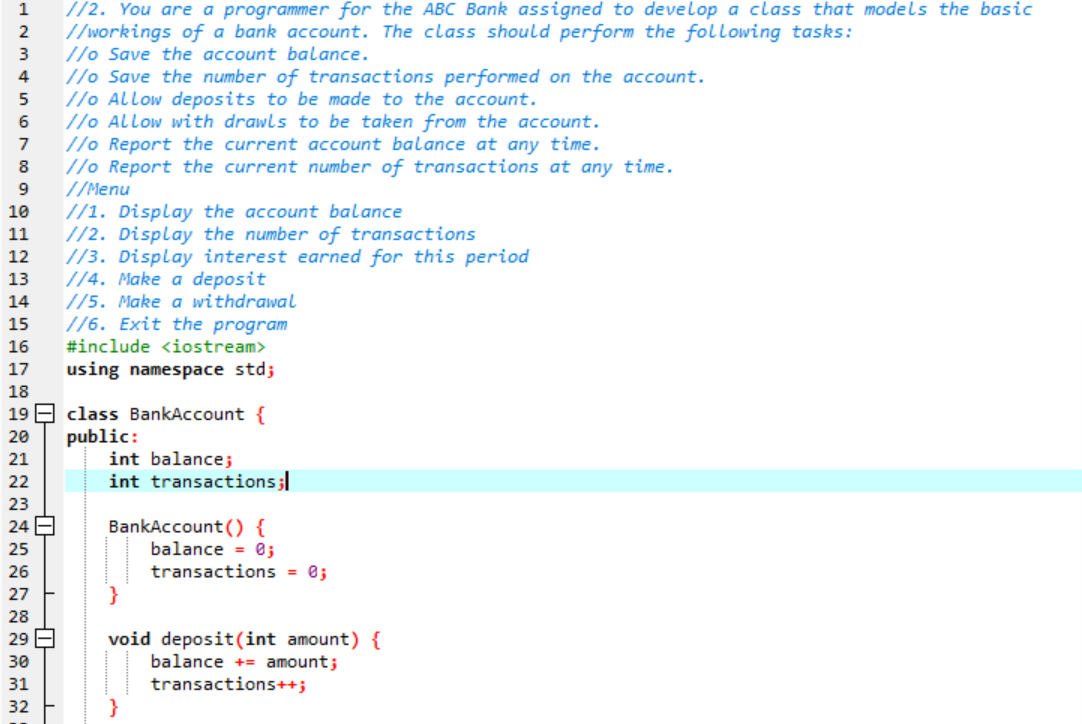 1 //2. You are a programmer for the ABC Bank assigned to develop a class that models the basic
2 //workings of a bank account. The class should perform the following tasks:
3 //o Save the account balance.
4 //o Save the number of transactions performed on the account.
5 //o Allow deposits to be made to the account.
6 //o Allow with drawls to be taken from the account.
7 //o Report the current account balance at any time.
8 //o Report the current number of transactions at any time.
9 //Menu
10 //1. Display the account balance
11 //2. Display the number of transactions
12 //3. Display interest earned for this period
13 //4. Make a deposit
14 //5. Make a withdrawal
15 //6. Exit the program
16 #include <iostream>
17 using namespace std;
18
19 class BankAccount {
20 public:
21 int balance;
22 int transactions;
23
24 BankAccount() {
25 balance = 0;
26 transactions = 0;
27 }
28
29 void deposit(int amount) {
30 balance += amount;
31 transactions++;
32 }